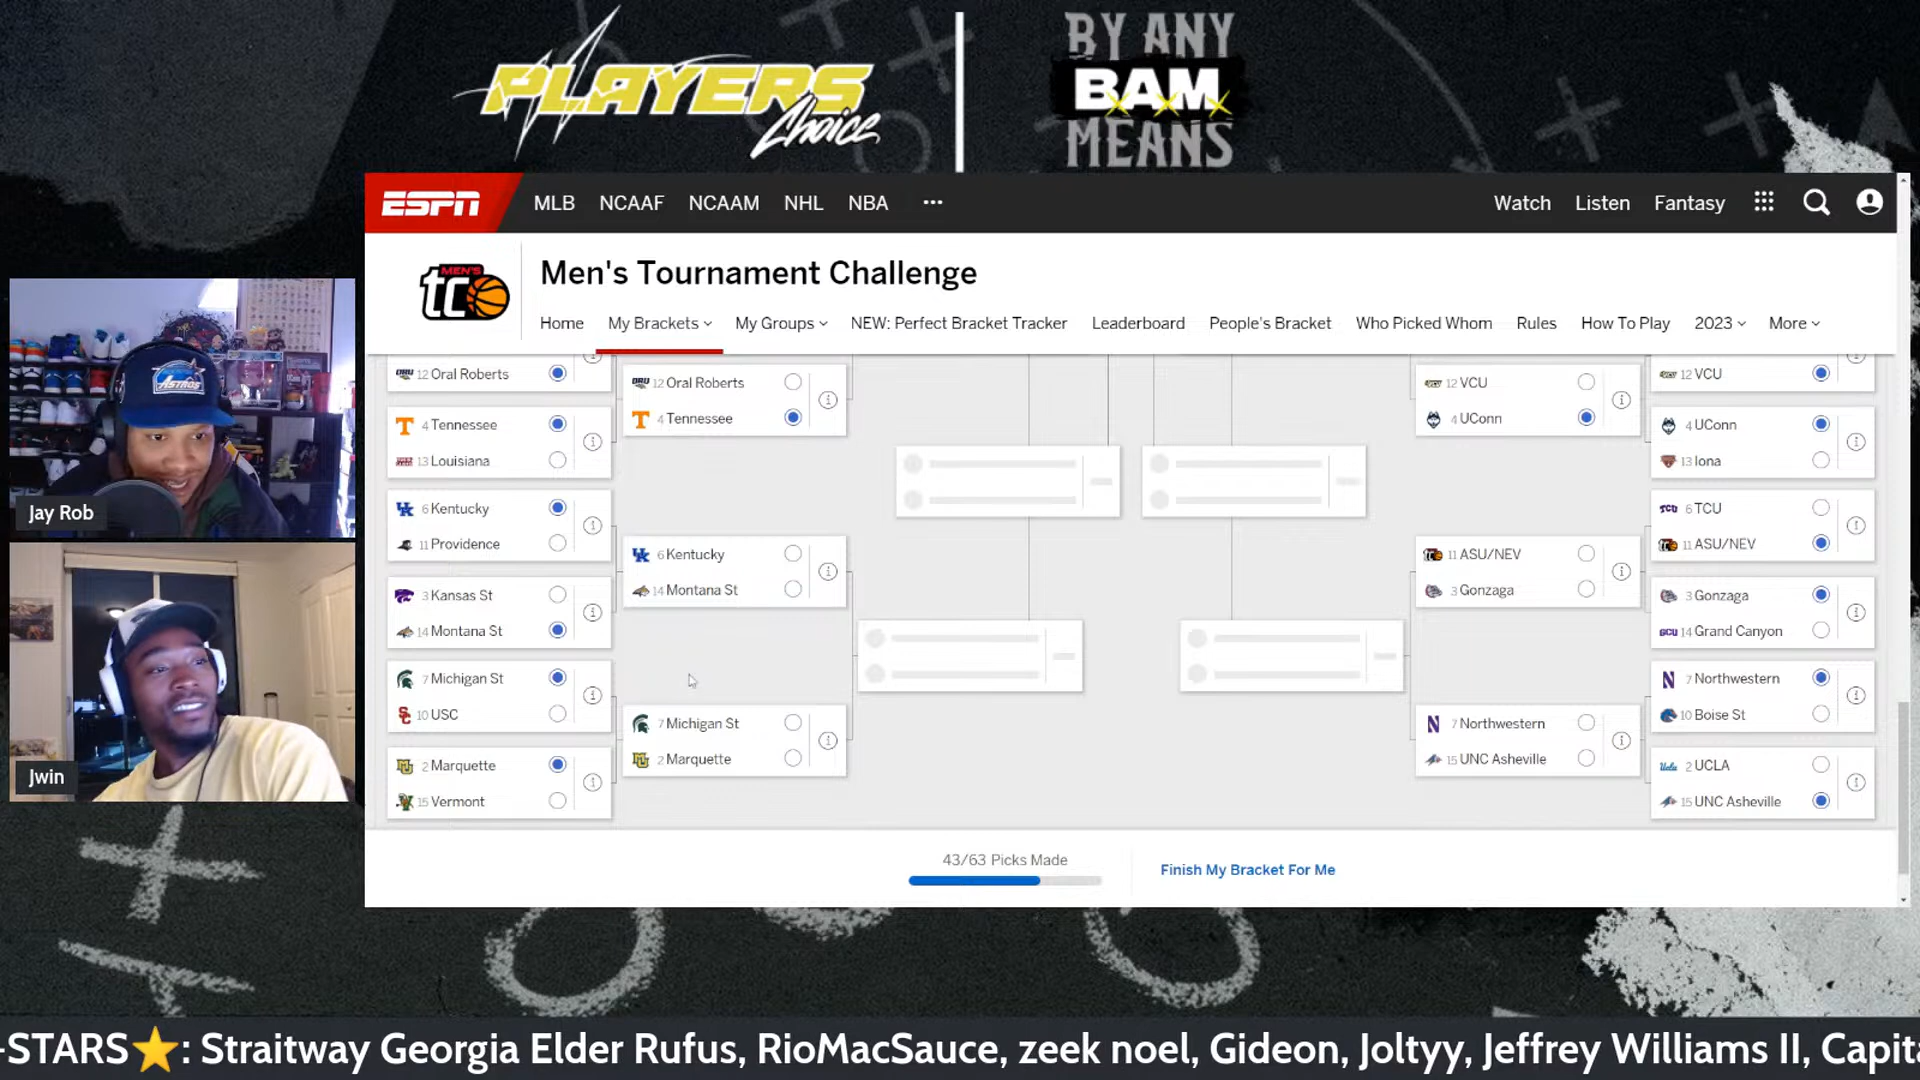 PLAYERS
Choice
BY ANY
BAM
MEANS
ESPN
MLB NCAAF NCAAM NHL NBA ...
Watch Listen Fantasy
MEN'S
tc
Men's Tournament Challenge
Home My Brackets My Groups NEW: Perfect Bracket Tracker Leaderboard People's Bracket Who Picked Whom Rules How To Play 2023 More
12 Oral Roberts
4 Tennessee
13 Louisiana
6 Kentucky
11 Providence
3 Kansas St
14 Montana St
7 Michigan St
10 USC
2 Marquette
15 Vermont
12 Oral Roberts
4 Tennessee
6 Kentucky
14 Montana St
7 Michigan St
2 Marquette
12 VCU
4 UConn
11 ASU/NEV
3 Gonzaga
7 Northwestern
15 UNC Asheville
12 VCU
4 UConn
13 Iona
6 TCU
11 ASU/NEV
3 Gonzaga
14 Grand Canyon
7 Northwestern
10 Boise St
2 UCLA
15 UNC Asheville
43/63 Picks Made
Finish My Bracket For Me
ASTROS
Jay Rob
Jwin
-STARS⭐: Straitway Georgia Elder Rufus, RioMacSauce, zeek noel, Gideon, Joltyy, Jeffrey Williams II, Capita